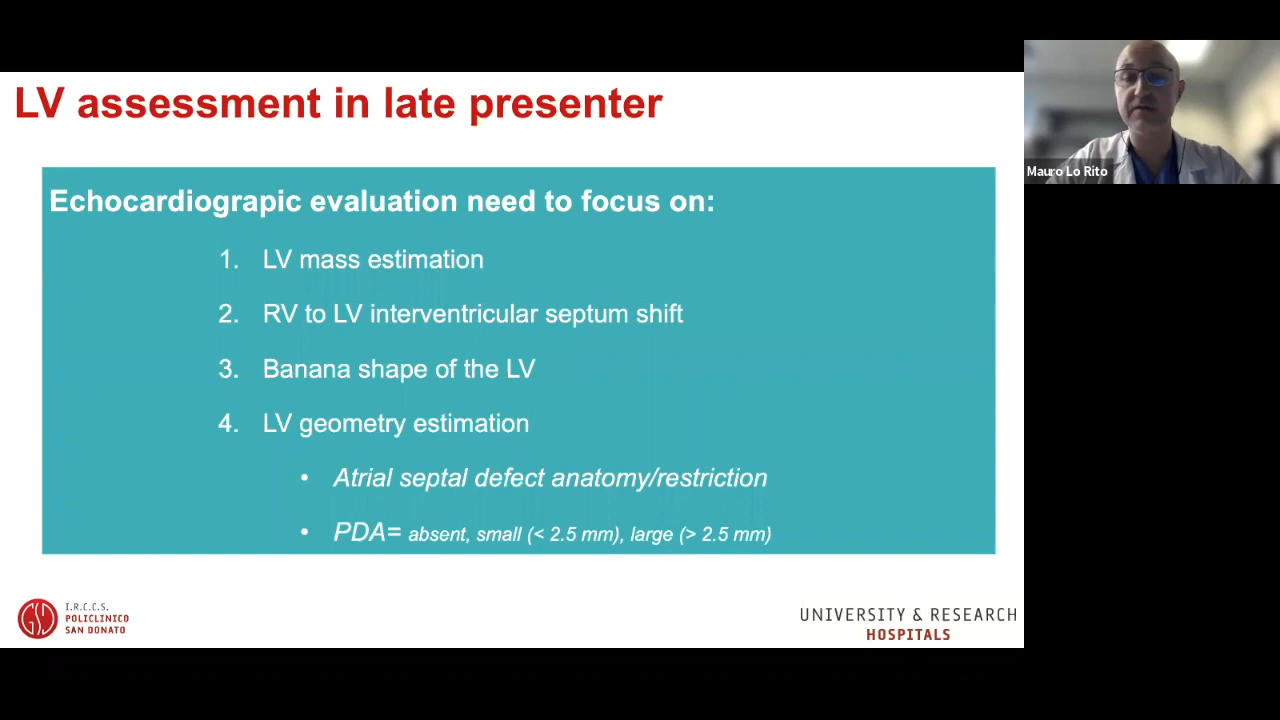 LV assessment in late presenter
Mauro Lo Rito
Echocardiograpic evaluation need to focus on:
1. LV mass estimation
2. RV to LV interventricular septum shift
3. Banana shape of the LV
4. LV geometry estimation
• Atrial septal defect anatomy/restriction
• PDA= absent, small (< 2.5 mm), large (> 2.5 mm)
GSD
I.R.C.C.S.
POLICLINICO
SAN DONATO
UNIVERSITY & RESEARCH
HOSPITALS